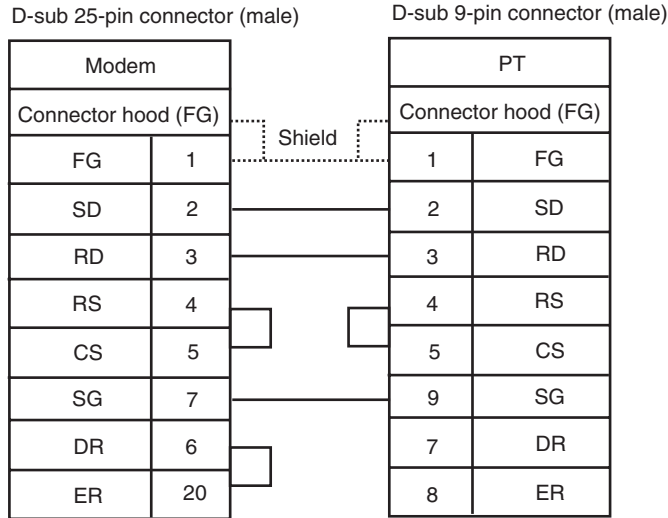 D-sub 25-pin connector (male)
D-sub 9-pin connector (male)
Modem
Connector hood (FG)
FG 1
SD 2
RD 3
RS 4
CS 5
SG 7
DR 6
ER 20
Shield
PT
Connector hood (FG)
1 FG
2 SD
3 RD
4 RS
5 CS
9 SG
7 DR
8 ER